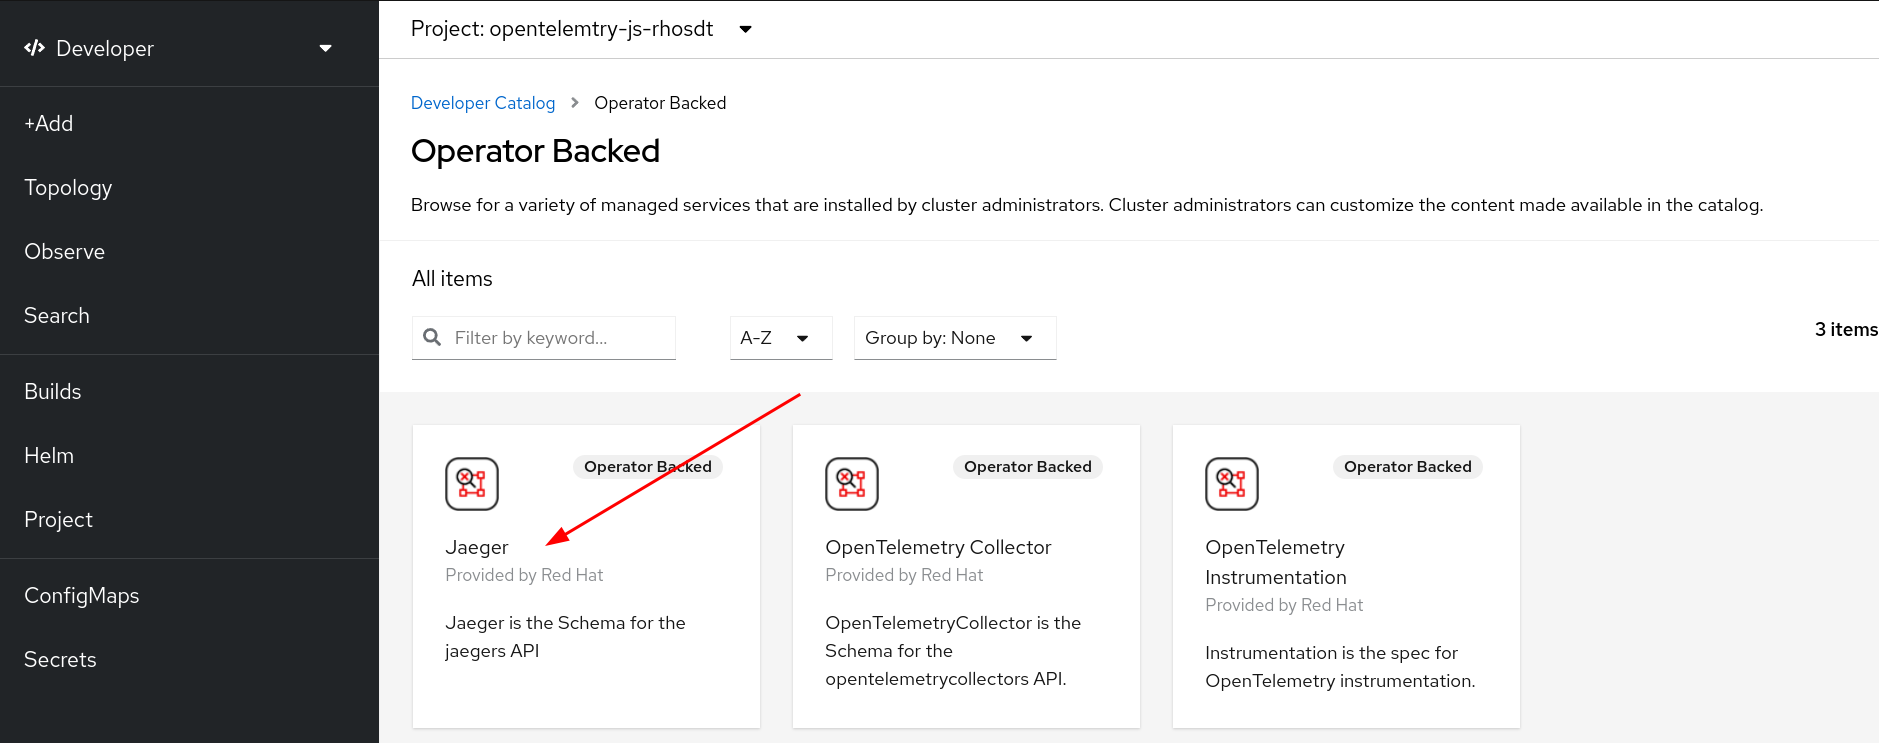 Developer
+Add
Topology
Observe
Search
Builds
Helm
Project
ConfigMaps
Secrets
Project: opentelemtry-js-rhosdt
Developer Catalog > Operator Backed
Operator Backed
Browse for a variety of managed services that are installed by cluster administrators. Cluster administrators can customize the content made available in the catalog.
All items
Filter by keyword...
A-Z
Group by: None
3 items
Operator Backed
Jaeger
Provided by Red Hat
Jaeger is the Schema for the
jaegers API
Operator Backed
OpenTelemetry Collector
Provided by Red Hat
OpenTelemetryCollector is the
Schema for the
opentelemetrycollectors API.
Operator Backed
OpenTelemetry
Instrumentation
Provided by Red Hat
Instrumentation is the spec for
OpenTelemetry instrumentation.